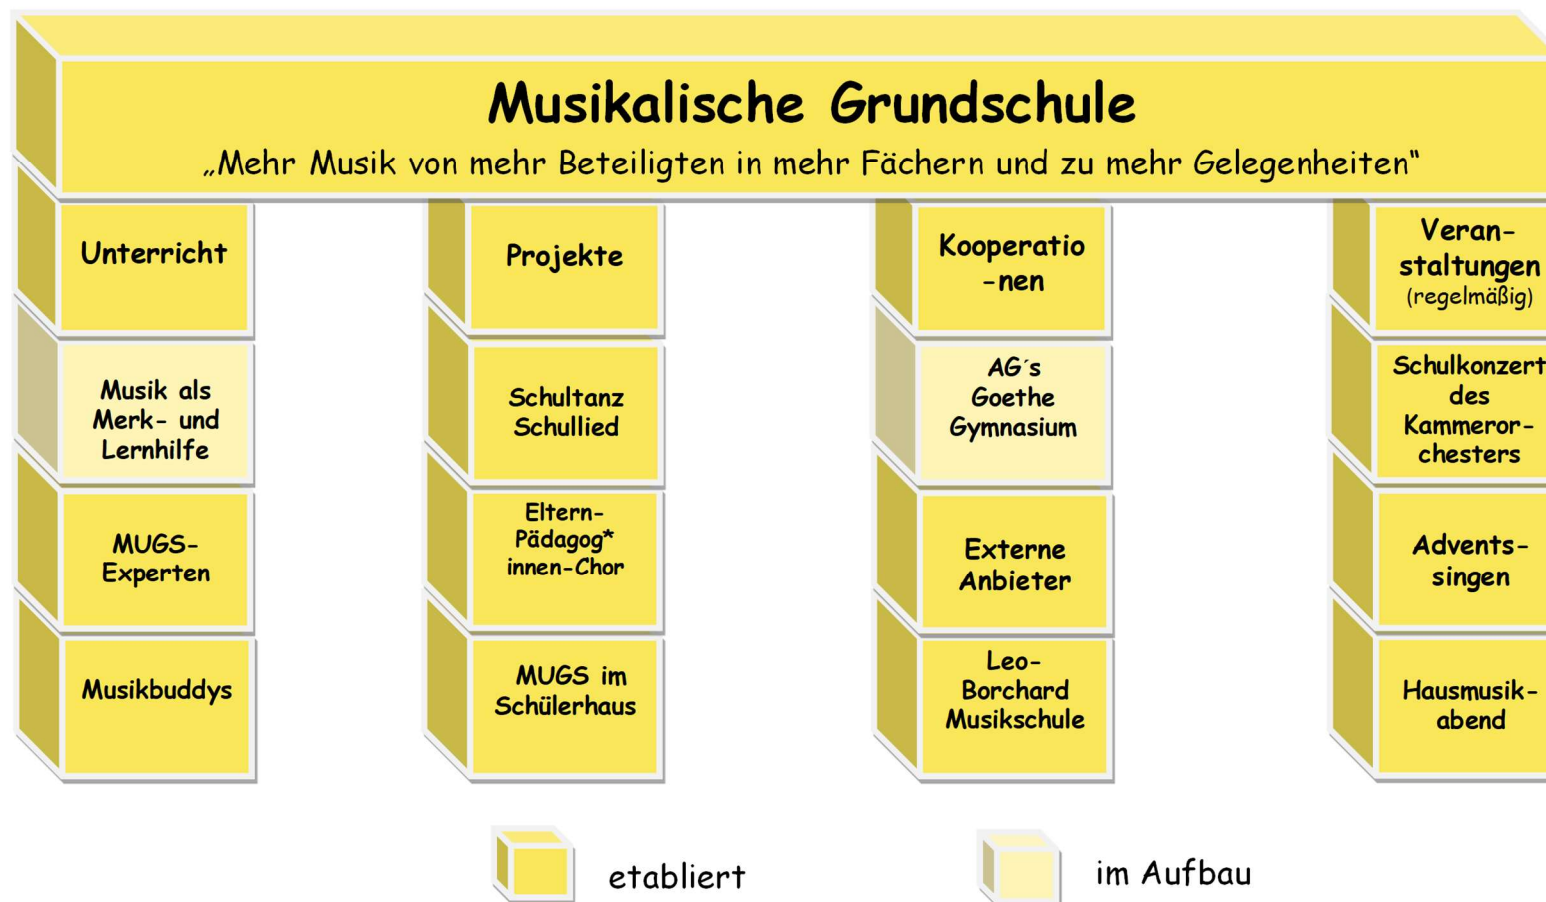 Musikalische Grundschule
„Mehr Musik von mehr Beteiligten in mehr Fächern und zu mehr Gelegenheiten“
Unterricht
Musik als
Merk- und
Lernhilfe
MUGS-
Experten
Musikbuddys
Projekte
Schultanz
Schullied
Eltern-
Pädagog*
innen-Chor
MUGS im
Schülerhaus
Kooperatio
-nen
AG´s
Goethe
Gymnasium
Externe
Anbieter
Leo-
Borchard
Musikschule
Veran-
staltungen
(regelmäßig)
Schulkonzert
des
Kammeror-
chesters
Advents-
singen
Hausmusik-
abend
etabliert
im Aufbau